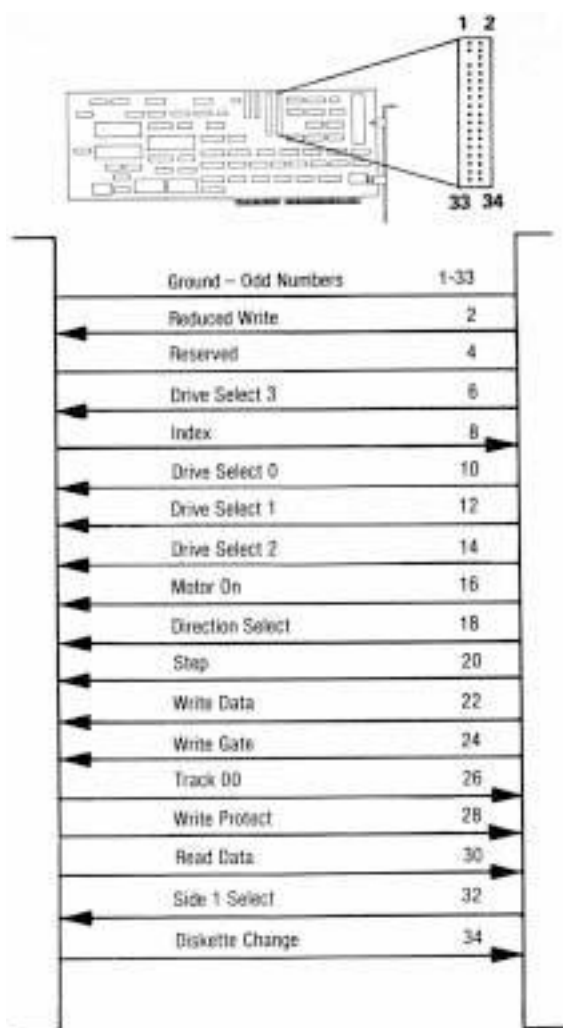 1 2
33 34
Ground – Odd Numbers 1-33
Reduced Write 2
Reserved 4
Drive Select 3 6
Index 8
Drive Select 0 10
Drive Select 1 12
Drive Select 2 14
Motor On 16
Direction Select 18
Step 20
Write Data 22
Write Gate 24
Track 00 26
Write Protect 28
Read Data 30
Side 1 Select 32
Diskette Change 34